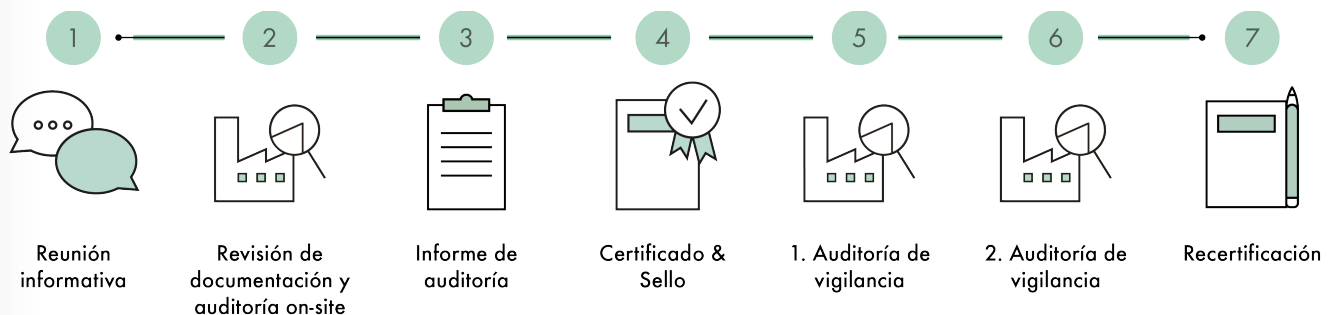 1
2
3
4
5
6
7
Reunión
informativa
Revisión de
documentación y
auditoría on-site
Informe de
auditoría
Certificado &
Sello
1. Auditoría de
vigilancia
2. Auditoría de
vigilancia
Recertificación